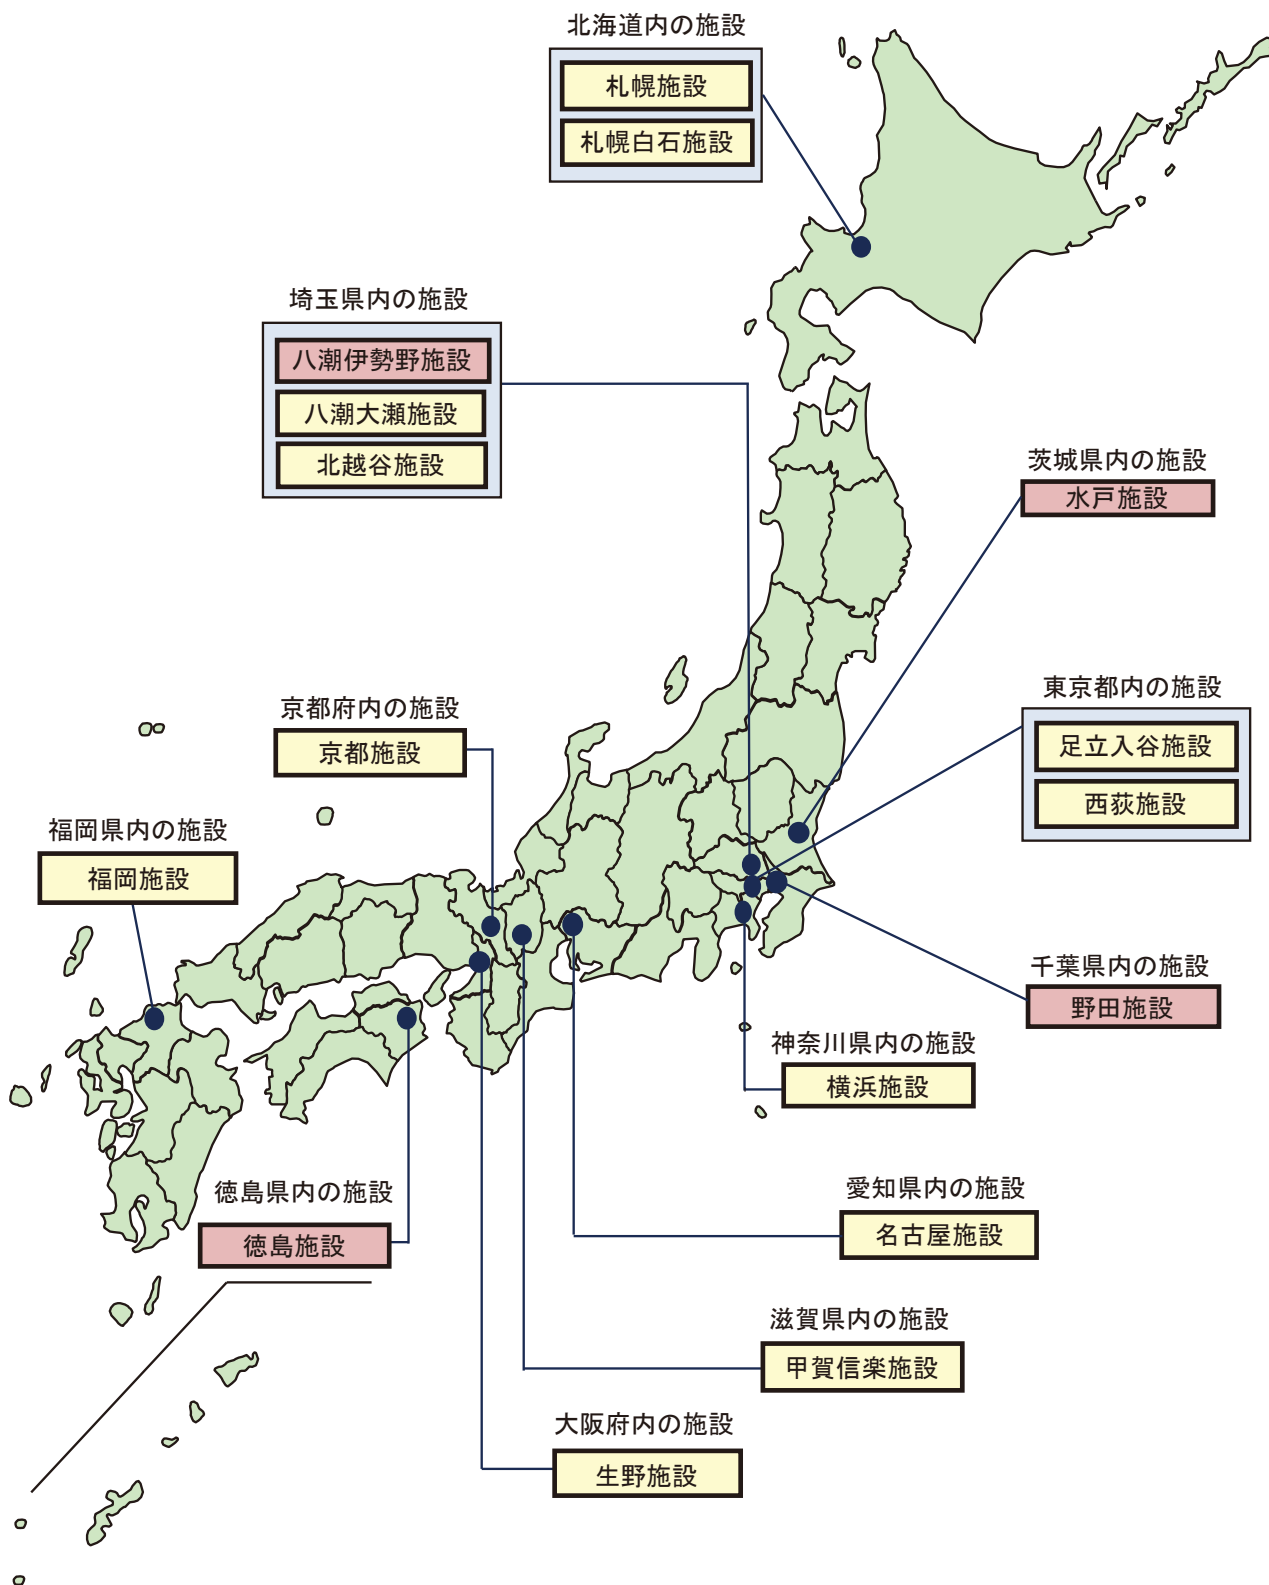 北海道内の施設
札幌施設
札幌白石施設
埼玉県内の施設
八潮伊勢野施設
八潮大瀬施設
北越谷施設
茨城県内の施設
水戸施設
東京都内の施設
足立入谷施設
西荻施設
京都府内の施設
京都施設
福岡県内の施設
福岡施設
千葉県内の施設
野田施設
神奈川県内の施設
横浜施設
徳島県内の施設
徳島施設
愛知県内の施設
名古屋施設
滋賀県内の施設
甲賀信楽施設
大阪府内の施設
生野施設